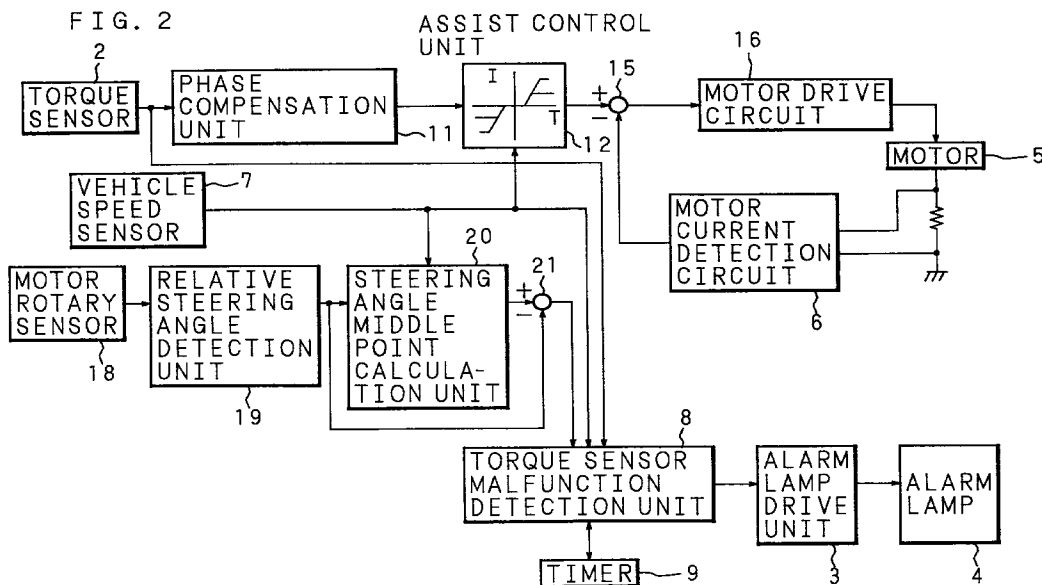 FIG. 2
ASSIST CONTROL
UNIT
2
TORQUE
SENSOR
PHASE
COMPENSATION
UNIT
11
I
T
12
+
−
15
16
MOTOR DRIVE
CIRCUIT
MOTOR
5
7
VEHICLE
SPEED
SENSOR
MOTOR
CURRENT
DETECTION
CIRCUIT
6
MOTOR
ROTARY
SENSOR
18
RELATIVE
STEERING
ANGLE
DETECTION
UNIT
19
20
STEERING
ANGLE
MIDDLE
POINT
CALCULA-
TION UNIT
+
−
21
8
TORQUE SENSOR
MALFUNCTION
DETECTION UNIT
ALARM
LAMP
DRIVE
UNIT
3
ALARM
LAMP
4
TIMER
9